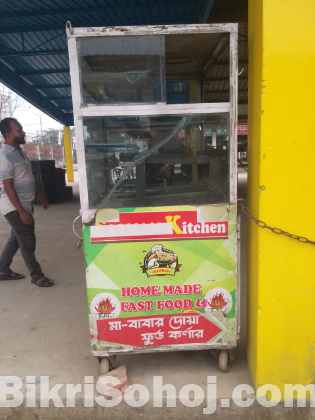 Kitchen
HOME MADE
FAST FOOD &
মা-বাবার দোয়া
ফুড কর্ণার
BikriSohoj.com